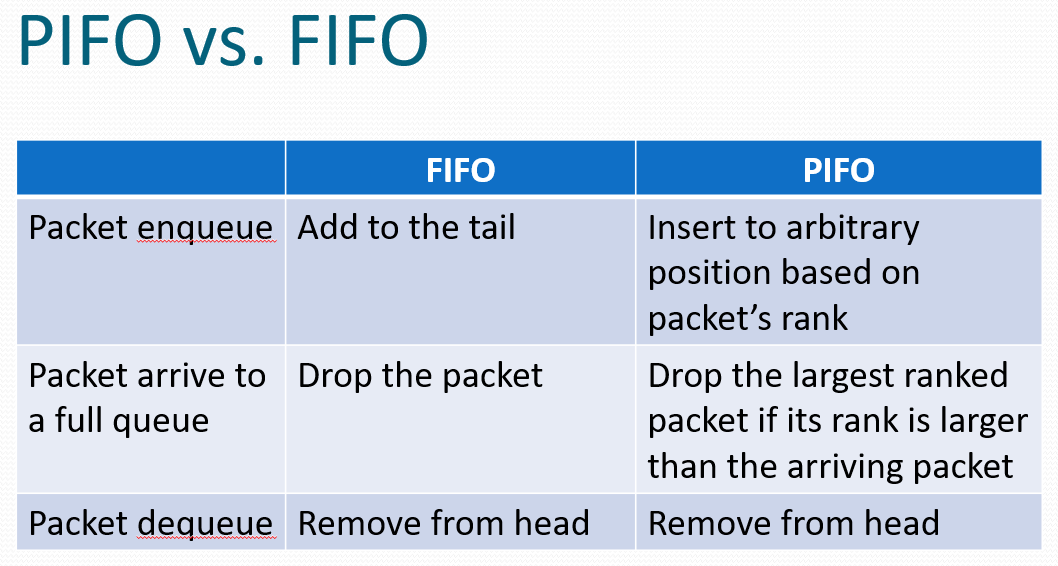 PIFO vs. FIFO
FIFO
PIFO
Packet enqueue
Add to the tail
Insert to arbitrary
position based on
packet’s rank
Packet arrive to
a full queue
Drop the packet
Drop the largest ranked
packet if its rank is larger
than the arriving packet
Packet dequeue
Remove from head
Remove from head